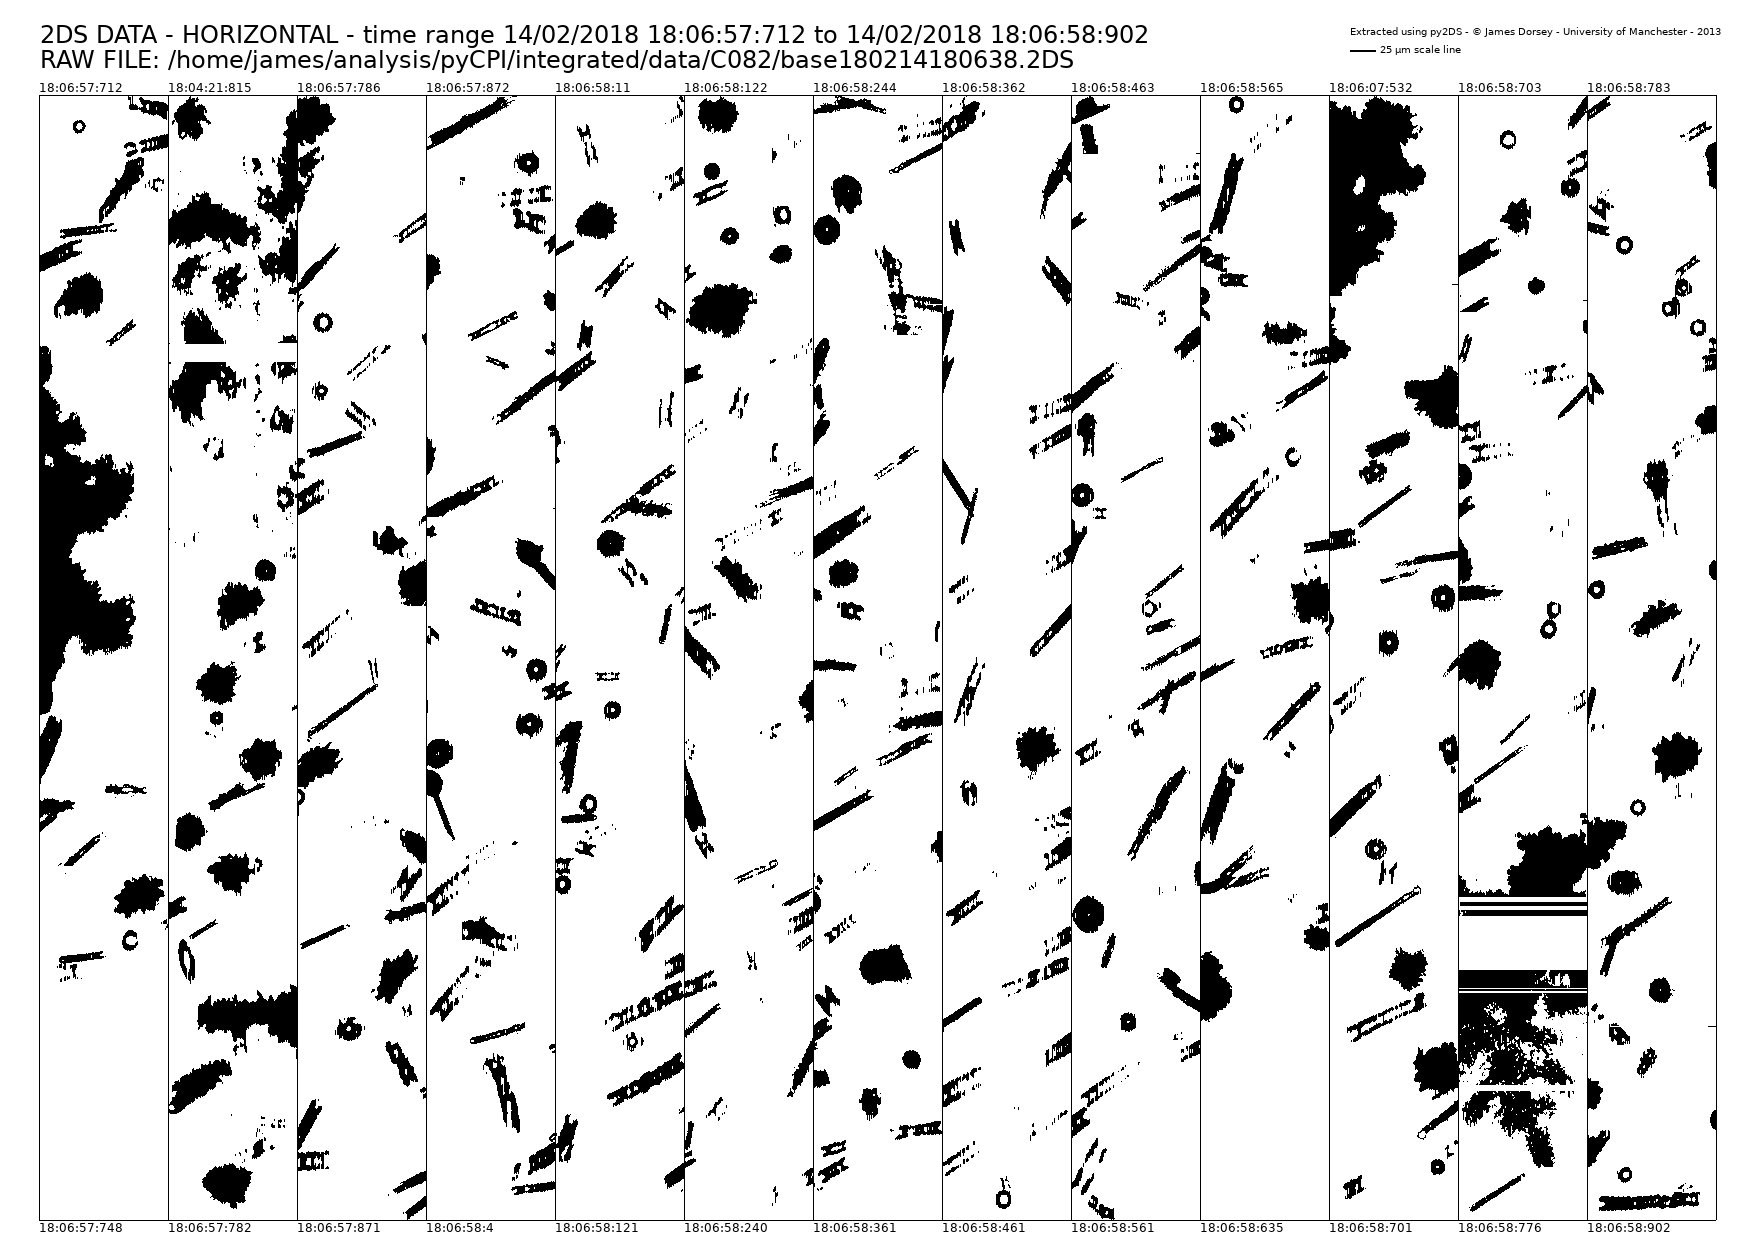 2DS DATA - HORIZONTAL - time range 14/02/2018 18:06:57:712 to 14/02/2018 18:06:58:902
RAW FILE: /home/james/analysis/pyCPI/integrated/data/C082/base180214180638.2DS
Extracted using py2DS - © James Dorsey - University of Manchester - 2013
25 µm scale line
18:06:57:712 18:04:21:815 18:06:57:786 18:06:57:872 18:06:58:11 18:06:58:122 18:06:58:244 18:06:58:362 18:06:58:463 18:06:58:565 18:06:07:532 18:06:58:703 18:06:58:783
18:06:57:748 18:06:57:782 18:06:57:871 18:06:58:4 18:06:58:121 18:06:58:240 18:06:58:361 18:06:58:461 18:06:58:561 18:06:58:635 18:06:58:701 18:06:58:776 18:06:58:902